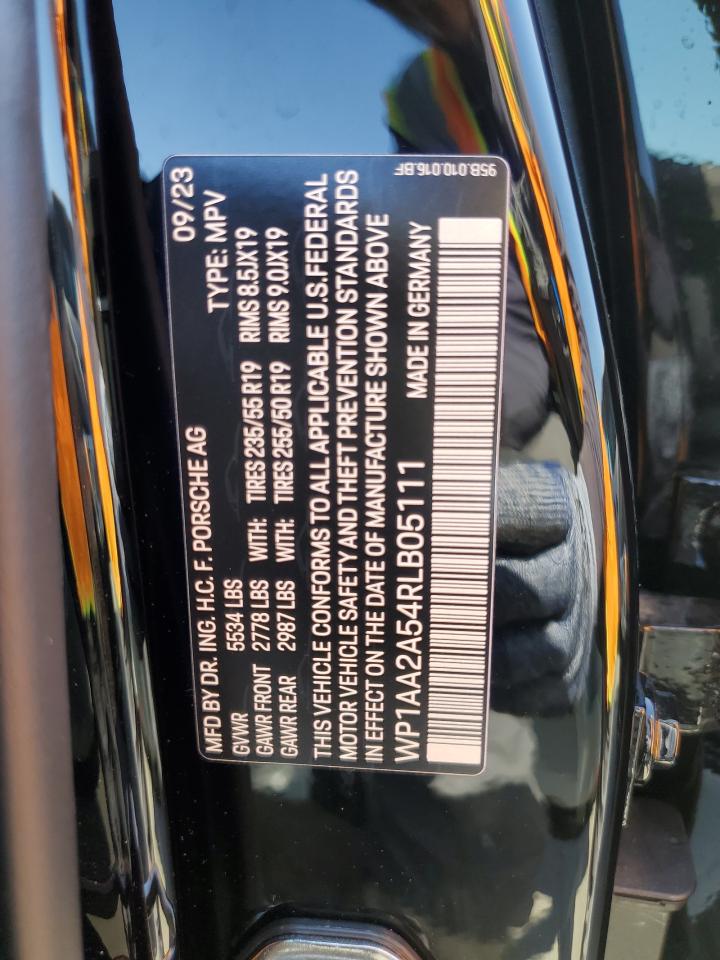 09/23
MFD BY DR. ING. H.C. F. PORSCHE AG TYPE: MPV
GVWR 5534 LBS
GAWR FRONT 2778 LBS WITH: TIRES 235/55 R19 RIMS 8.5JX19
GAWR REAR 2987 LBS WITH: TIRES 255/50 R19 RIMS 9.0JX19
THIS VEHICLE CONFORMS TO ALL APPLICABLE U.S. FEDERAL
MOTOR VEHICLE SAFETY AND THEFT PREVENTION STANDARDS
IN EFFECT ON THE DATE OF MANUFACTURE SHOWN ABOVE
WP1AA2A54RLB05111 MADE IN GERMANY
95B.010.016.BF